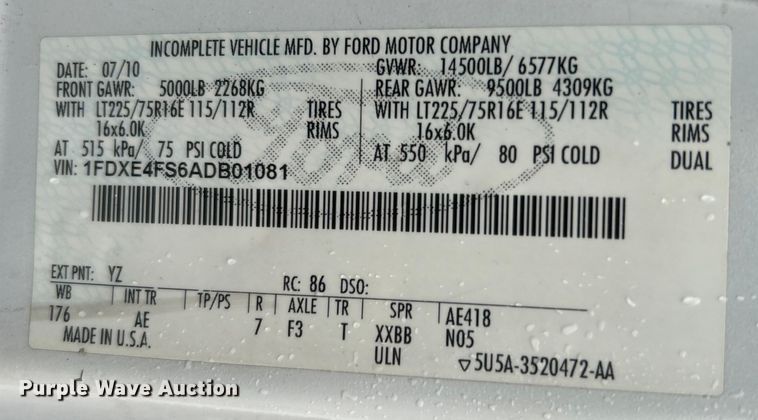 INCOMPLETE VEHICLE MFD. BY FORD MOTOR COMPANY
DATE: 07/10 GVWR: 14500LB/ 6577KG
FRONT GAWR: 5000LB 2268KG REAR GAWR: 9500LB 4309KG
WITH LT225/75R16E 115/112R TIRES WITH LT225/75R16E 115/112R TIRES
16x6.0K RIMS 16x6.0K RIMS
AT 515 kPa/ 75 PSI COLD AT 550 kPa/ 80 PSI COLD DUAL
VIN: 1FDXE4FS6ADB01081
Ford
EXT PNT: YZ RC: 86 DSO:
WB INT TR TP/PS R AXLE TR SPR AE418
176 AE 7 F3 T XXBB N05
MADE IN U.S.A. ULN ▽5U5A-3520472-AA
Purple Wave Auction